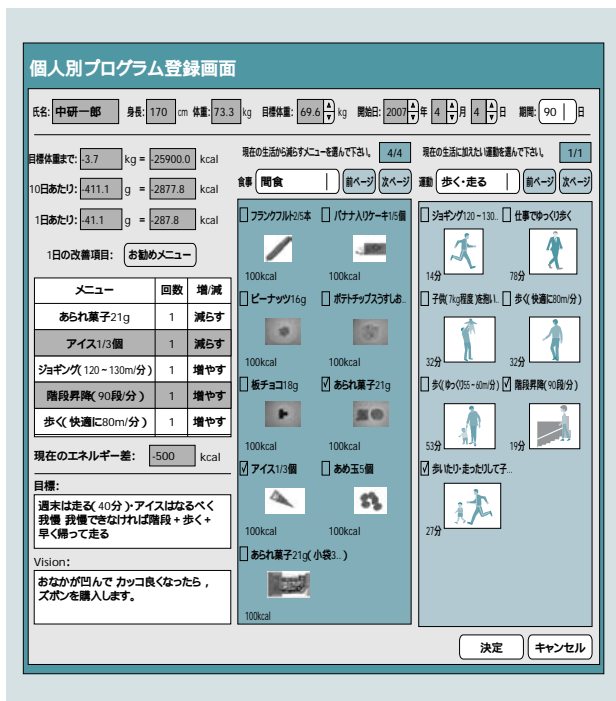 個人別プログラム登録画面
氏名: 中研一郎 身長: 170 cm 体重: 73.3 kg 目標体重: 69.6 kg 開始日: 2007 年 4 月 4 日 期間: 90 日
目標体重まで: -3.7 kg = -25900.0 kcal
10日あたり: -411.1 g = -2877.8 kcal
1日あたり: -41.1 g = -287.8 kcal
1日の改善項目: お勧めメニュー
メニュー 回数 増/減
あられ菓子21g 1 減らす
アイス1/3個 1 減らす
ジョギング(120~130m/分) 1 増やす
階段昇降(90段/分) 1 増やす
歩く(快適に80m/分) 1 増やす
現在のエネルギー差: -500 kcal
目標:
週末は走る(40分)・アイスはなるべく
我慢 我慢できなければ階段+歩く+
早く帰って走る
Vision:
おなかが凹んで カッコ良くなったら,
ズボンを購入します。
現在の生活から減らすメニューを選んで下さい。 4/4
食事 間食 前ページ 次ページ
フランクフルト2/5本 バナナ入りケーキ1/5個
100kcal 100kcal
ピーナッツ16g ポテトチップスうすしお..
100kcal 100kcal
板チョコ18g あられ菓子21g
100kcal 100kcal
アイス1/3個 あめ玉5個
100kcal 100kcal
あられ菓子21g(小袋3..)
100kcal
現在の生活に加えたい運動を選んで下さい。 1/1
運動 歩く・走る 前ページ 次ページ
ジョギング120~130.. 仕事でゆっくり歩く
14分 78分
子供(7kg程度)を抱い.. 歩く(快適に80m/分)
32分 32分
歩く(ゆっくり55~60m/分) 階段昇降(90段/分)
53分 19分
歩いたり・走ったりして子...
27分
決定 キャンセル